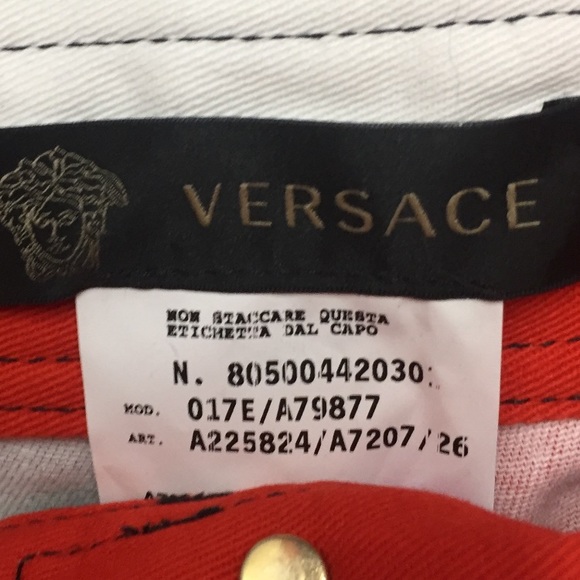 VERSACE
NON STACCARE QUESTA
ETICHETTA DAL CAPO
N. 80500442030
MOD. 017E/A79877
ART. A225824/A7207/26